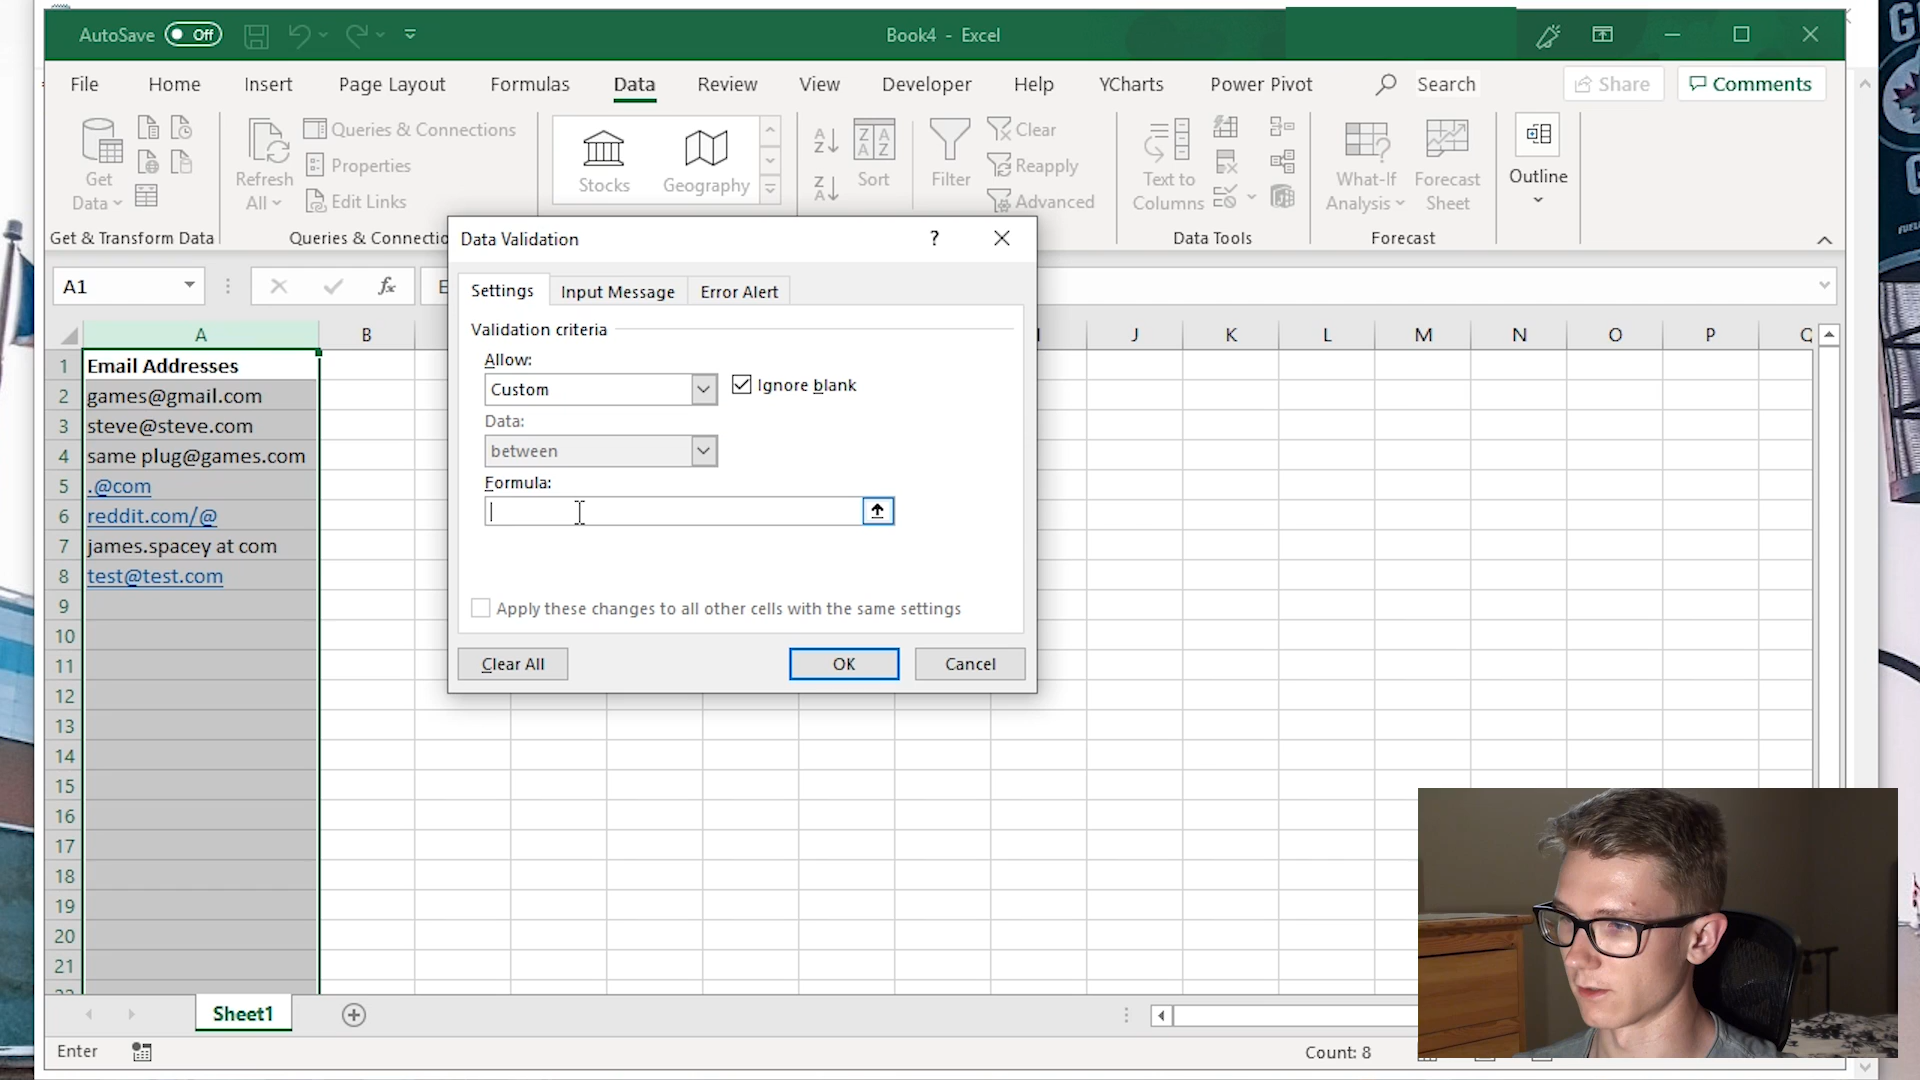 AutoSave Off
Book4 - Excel
File Home Insert Page Layout Formulas Data Review View Developer Help YCharts Power Pivot Search Share Comments
Get Data
Refresh All
Queries & Connections
Properties
Edit Links
Stocks
Geography
Sort
Filter
Clear
Reapply
Advanced
Text to Columns
What-If Analysis
Forecast Sheet
Outline
Get & Transform Data
Queries & Connectio
Data Tools
Forecast
A1
fx
Data Validation
?
Settings Input Message Error Alert
Validation criteria
Allow:
Custom
Ignore blank
Data:
between
Formula:
Apply these changes to all other cells with the same settings
Clear All OK Cancel
A B J K L M N O P
1 Email Addresses
2 games@gmail.com
3 steve@steve.com
4 same plug@games.com
5 .@com
6 reddit.com/@
7 james.spacey at com
8 test@test.com
9
10
11
12
13
14
15
16
17
18
19
20
21
Sheet1
Enter
Count: 8